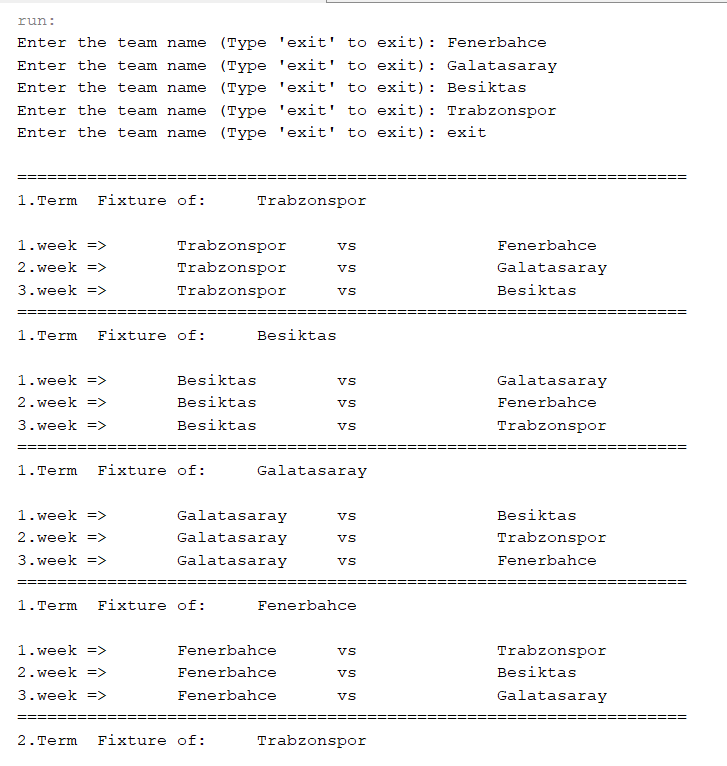 run:
Enter the team name (Type 'exit' to exit): Fenerbahce
Enter the team name (Type 'exit' to exit): Galatasaray
Enter the team name (Type 'exit' to exit): Besiktas
Enter the team name (Type 'exit' to exit): Trabzonspor
Enter the team name (Type 'exit' to exit): exit
===================================================================
1.Term  Fixture of:     Trabzonspor
1.week =>       Trabzonspor     vs              Fenerbahce
2.week =>       Trabzonspor     vs              Galatasaray
3.week =>       Trabzonspor     vs              Besiktas
===================================================================
1.Term  Fixture of:     Besiktas
1.week =>       Besiktas        vs              Galatasaray
2.week =>       Besiktas        vs              Fenerbahce
3.week =>       Besiktas        vs              Trabzonspor
===================================================================
1.Term  Fixture of:     Galatasaray
1.week =>       Galatasaray     vs              Besiktas
2.week =>       Galatasaray     vs              Trabzonspor
3.week =>       Galatasaray     vs              Fenerbahce
===================================================================
1.Term  Fixture of:     Fenerbahce
1.week =>       Fenerbahce      vs              Trabzonspor
2.week =>       Fenerbahce      vs              Besiktas
3.week =>       Fenerbahce      vs              Galatasaray
===================================================================
2.Term  Fixture of:     Trabzonspor